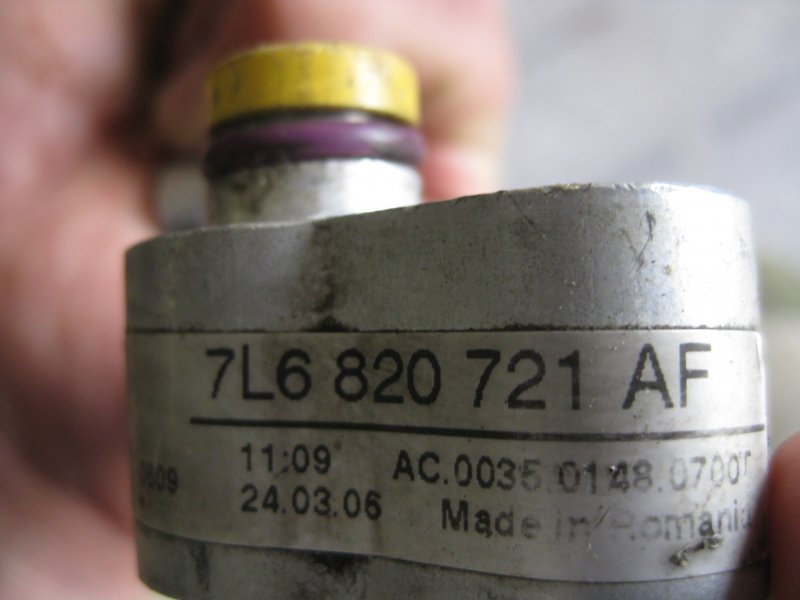 7L6 820 721 AF
11:09 AC.0035.0148.0700
24.03.06 Made in Romania